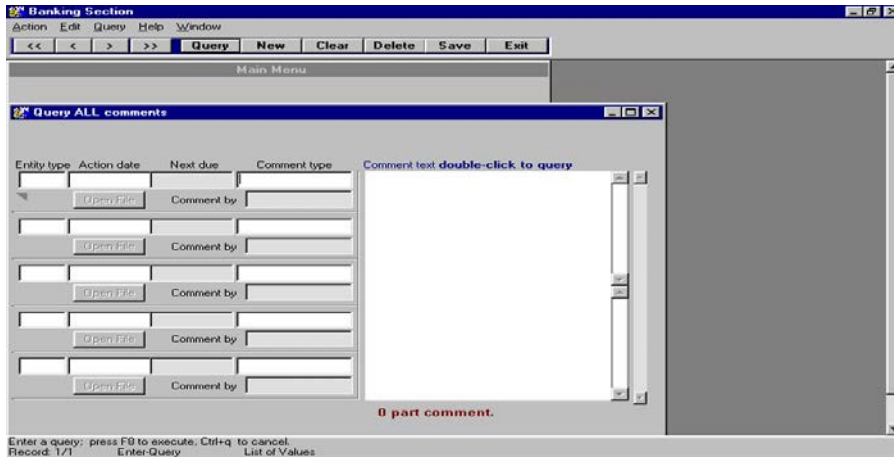 Banking Section
Action Edit Query Help Window
<< < > >> Query New Clear Delete Save Exit
Main Menu
Query ALL comments
Entity type Action date Next due Comment type Comment text double-click to query
Open File Comment by
Open File Comment by
Open File Comment by
Open File Comment by
Open File Comment by
0 part comment.
Enter a query; press F8 to execute, Ctrl+q to cancel.
Record: 1/1 Enter-Query List of Values